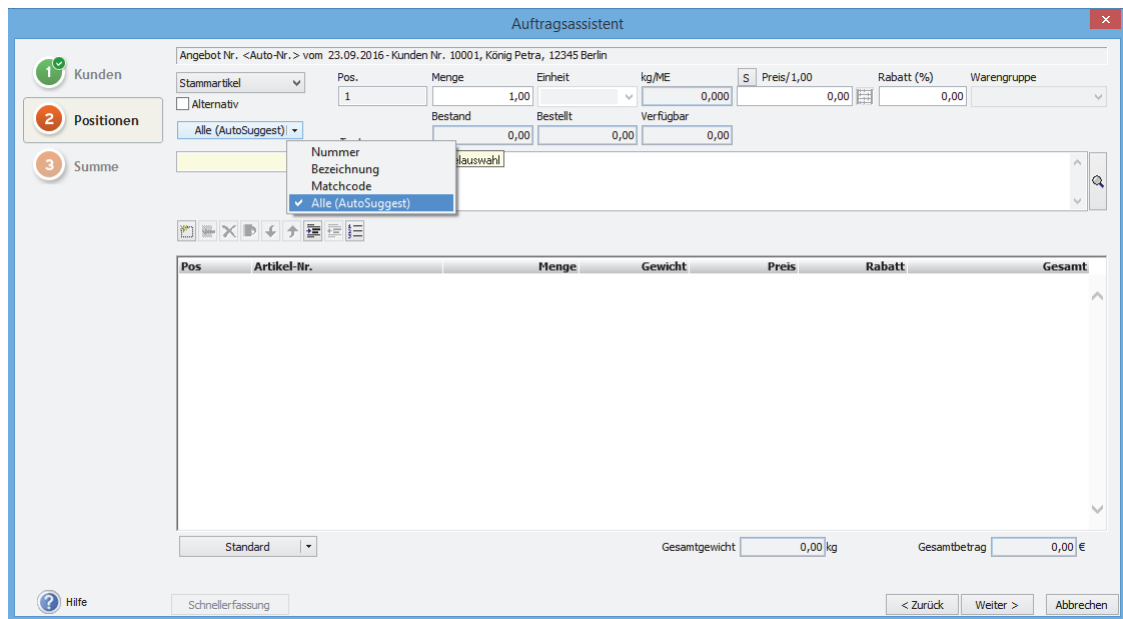 Auftragsassistent
1 Kunden
2 Positionen
3 Summe
Angebot Nr. <Auto-Nr.> vom 23.09.2016 - Kunden Nr. 10001, König Petra, 12345 Berlin
Stammartikel
Pos. Menge Einheit kg/ME S Preis/1,00 Rabatt (%) Warengruppe
1 1,00 0,000 0,00 0,00
Alternativ
Bestand Bestellt Verfügbar
Alle (AutoSuggest)
0,00 0,00 0,00
Nummer
Bezeichnung
Matchcode
Alle (AutoSuggest)
elauswahl
Pos Artikel-Nr. Menge Gewicht Preis Rabatt Gesamt
Standard
Gesamtgewicht 0,00 kg Gesamtbetrag 0,00 €
Hilfe
Schnellerfassung
< Zurück Weiter > Abbrechen